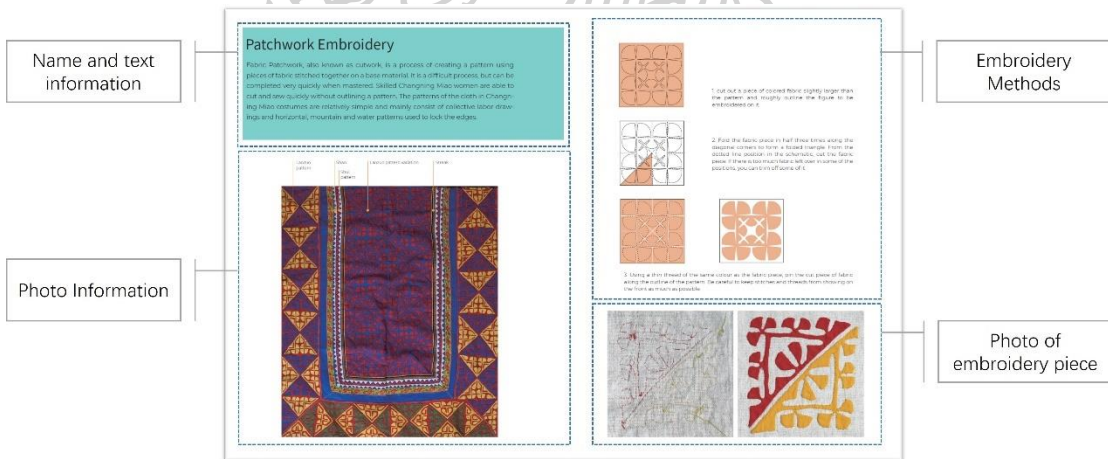 Name and text
information
Photo Information
Patchwork Embroidery
Fabric Patchwork, also known as cutwork, is a process of creating a pattern using
pieces of fabric stitched together on a base material. It is a difficult process, but can be
completed very quickly when mastered. Skilled Changning Miao women are able to
cut and sew quickly without outlining a pattern. The patterns of the cloth in Changn-
ing Miao costumes are relatively simple and mainly consist of collective labor draw-
ings and horizontal, mountain and water patterns used to lock the edges.
pattern
pattern
1. cut out a piece of colored fabric slightly larger than
the pattern and roughly outline the figure to be
embroidered on it.
2. Fold the fabric piece in half three times along the
diagonal corners to form a folded triangle. From the
dotted line position in the schematic, cut the fabric
piece. If there is too much fabric left over in some of the
positions, you can trim off some of it.
3. Using a thin thread of the same colour as the fabric piece, pin the cut piece of fabric
along the outline of the pattern. Be careful to keep stitches and threads from showing on
the front as much as possible.
Embroidery
Methods
Photo of
embroidery piece